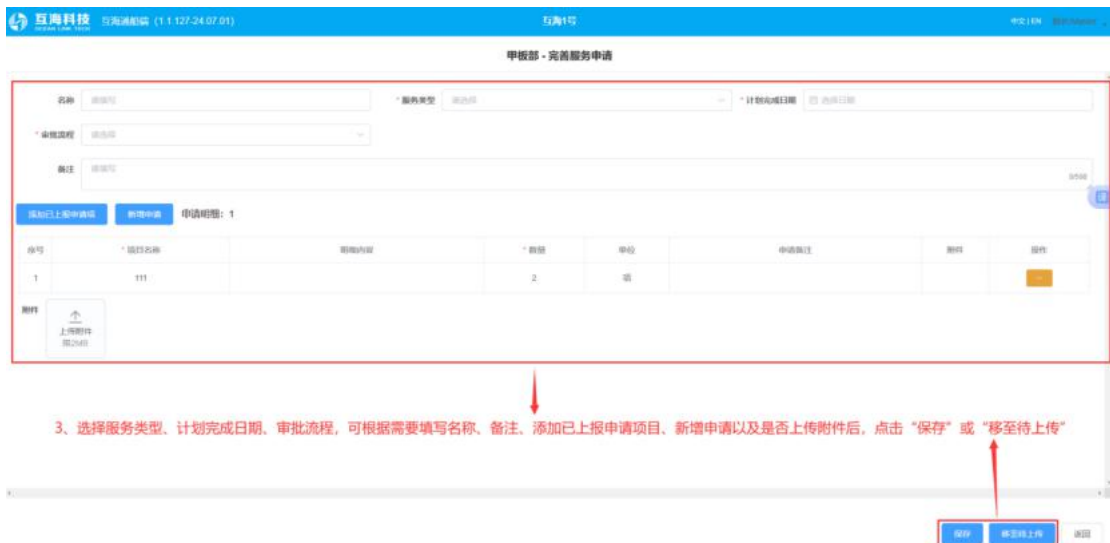 互海科技 互海通船端 (1.1.127-24.07.01) 互海1号 中文 | EN
OCEAN LINK TECH
甲板部 - 完善服务申请
名称 请填写 * 服务类型 请选择 * 计划完成日期 选择日期
* 审批流程 请选择
备注 请填写
0/500
添加已上报申请项 新增申请 申请明细：1
序号 * 项目名称 明细内容 * 数量 单位 申请备注 附件 操作
1 111 2 项
附件
上传附件
限2MB
3、选择服务类型、计划完成日期、审批流程，可根据需要填写名称、备注、添加已上报申请项目、新增申请以及是否上传附件后，点击“保存”或“移至待上传”
保存 移至待上传 返回